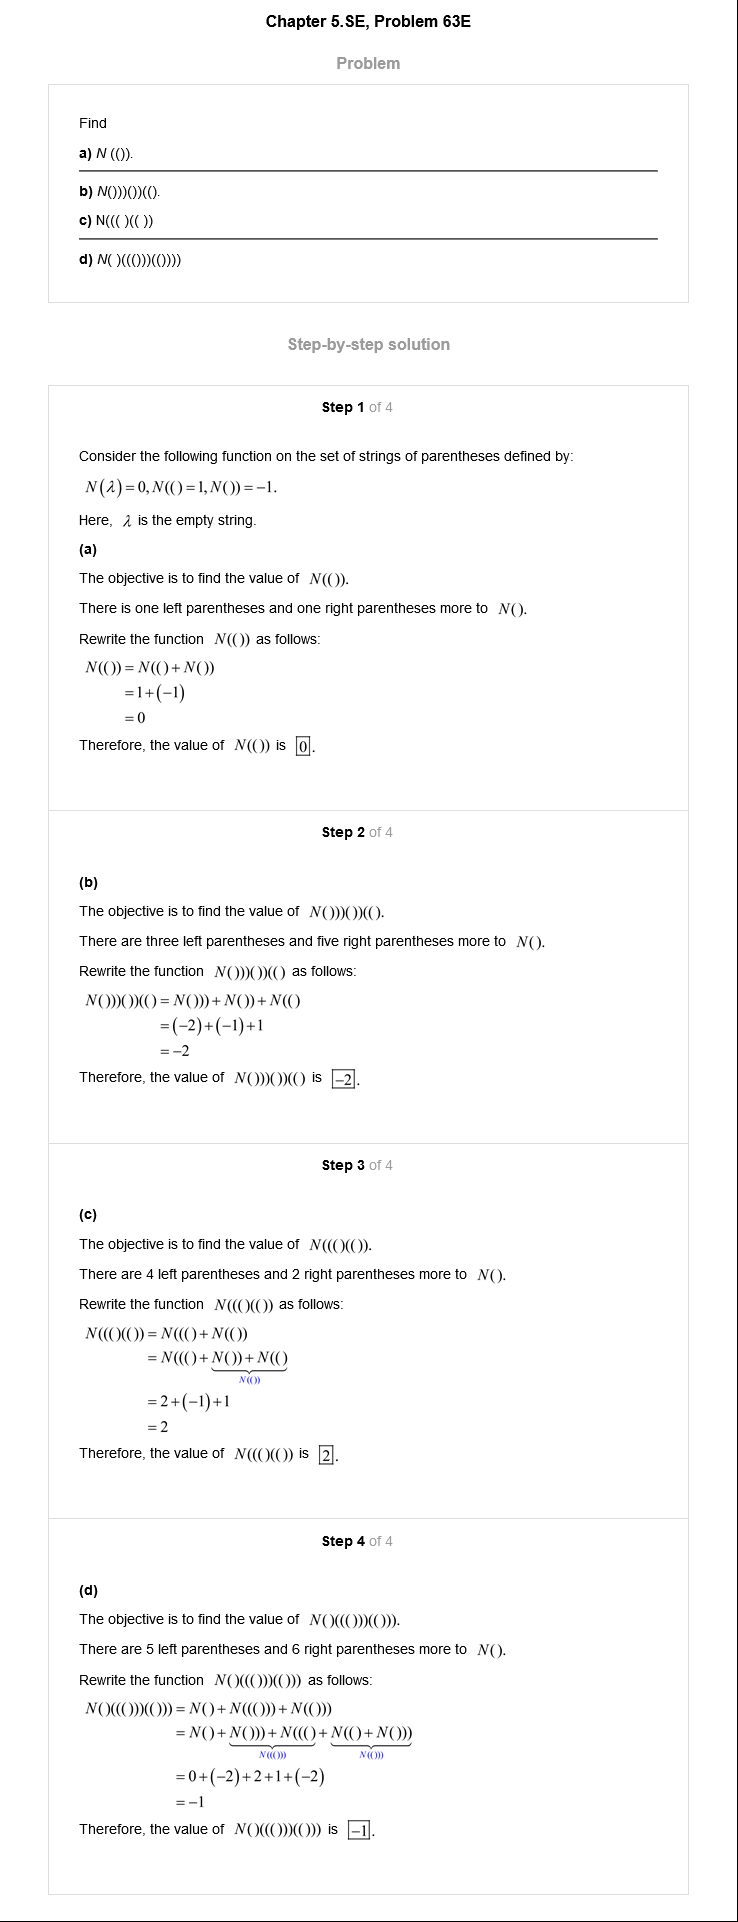 Chapter 5.SE, Problem 63E
Problem
Find
a) N (()).
b) N()))())(().
c) N((( )(( ))
d) N( )((()))(())))
Step-by-step solution
Step 1 of 4
Consider the following function on the set of strings of parentheses defined by:
N(λ) = 0, N(() = 1, N()) = −1.
Here, λ is the empty string.
(a)
The objective is to find the value of N(()).
There is one left parentheses and one right parentheses more to N().
Rewrite the function N(()) as follows:
N(()) = N(() + N())
= 1 + (−1)
= 0
Therefore, the value of N(()) is 0.
Step 2 of 4
(b)
The objective is to find the value of N()))())(().
There are three left parentheses and five right parentheses more to N().
Rewrite the function N()))())(() as follows:
N()))())(() = N())) + N()) + N(()
= (−2) + (−1) + 1
= −2
Therefore, the value of N()))())(() is −2.
Step 3 of 4
(c)
The objective is to find the value of N((()(()).
There are 4 left parentheses and 2 right parentheses more to N().
Rewrite the function N((()(()) as follows:
N((()(()) = N((() + N(())
= N((() + N()) + N(()
N(())
= 2 + (−1) + 1
= 2
Therefore, the value of N((()(()) is 2.
Step 4 of 4
(d)
The objective is to find the value of N()((()))(())).
There are 5 left parentheses and 6 right parentheses more to N().
Rewrite the function N()((()))(())) as follows:
N()((()))(())) = N() + N((())) + N(()))
= N() + N())) + N((() + N(() + N()))
N((())) N(()))
= 0 + (−2) + 2 + 1 + (−2)
= −1
Therefore, the value of N()((()))(())) is −1.